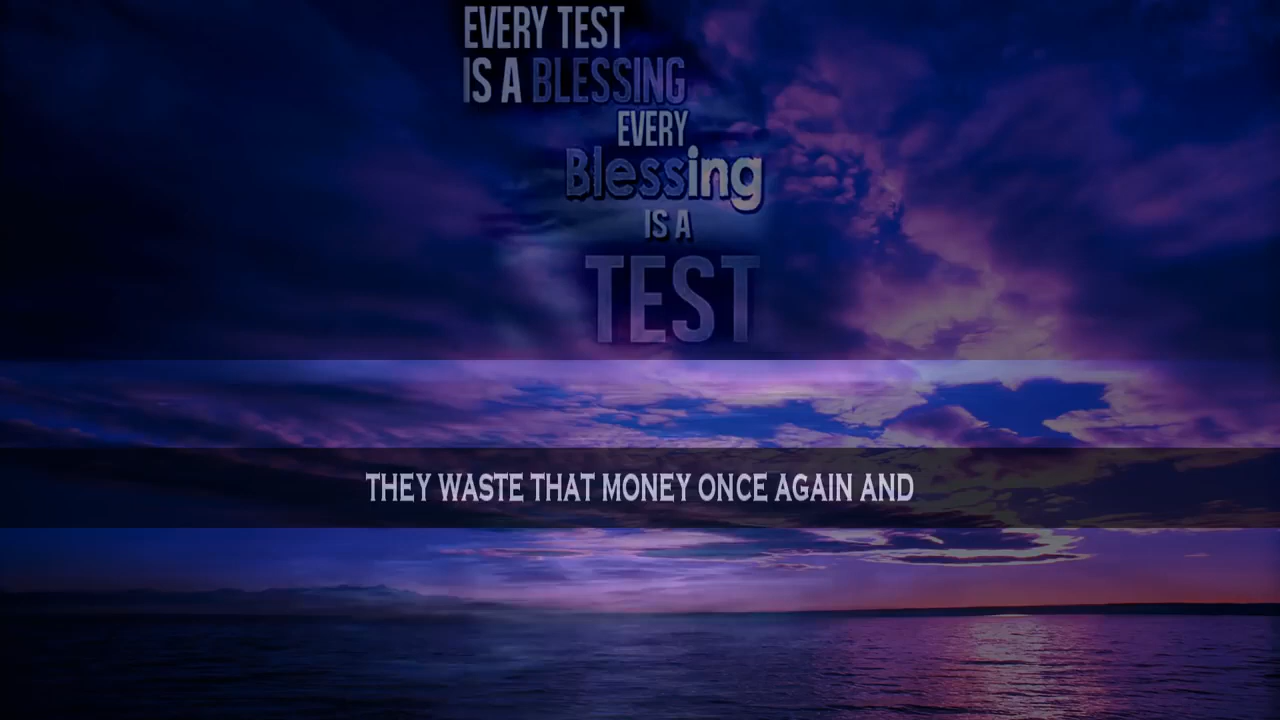 EVERY TEST
IS A BLESSING
EVERY
Blessing
IS A
TEST
THEY WASTE THAT MONEY ONCE AGAIN AND